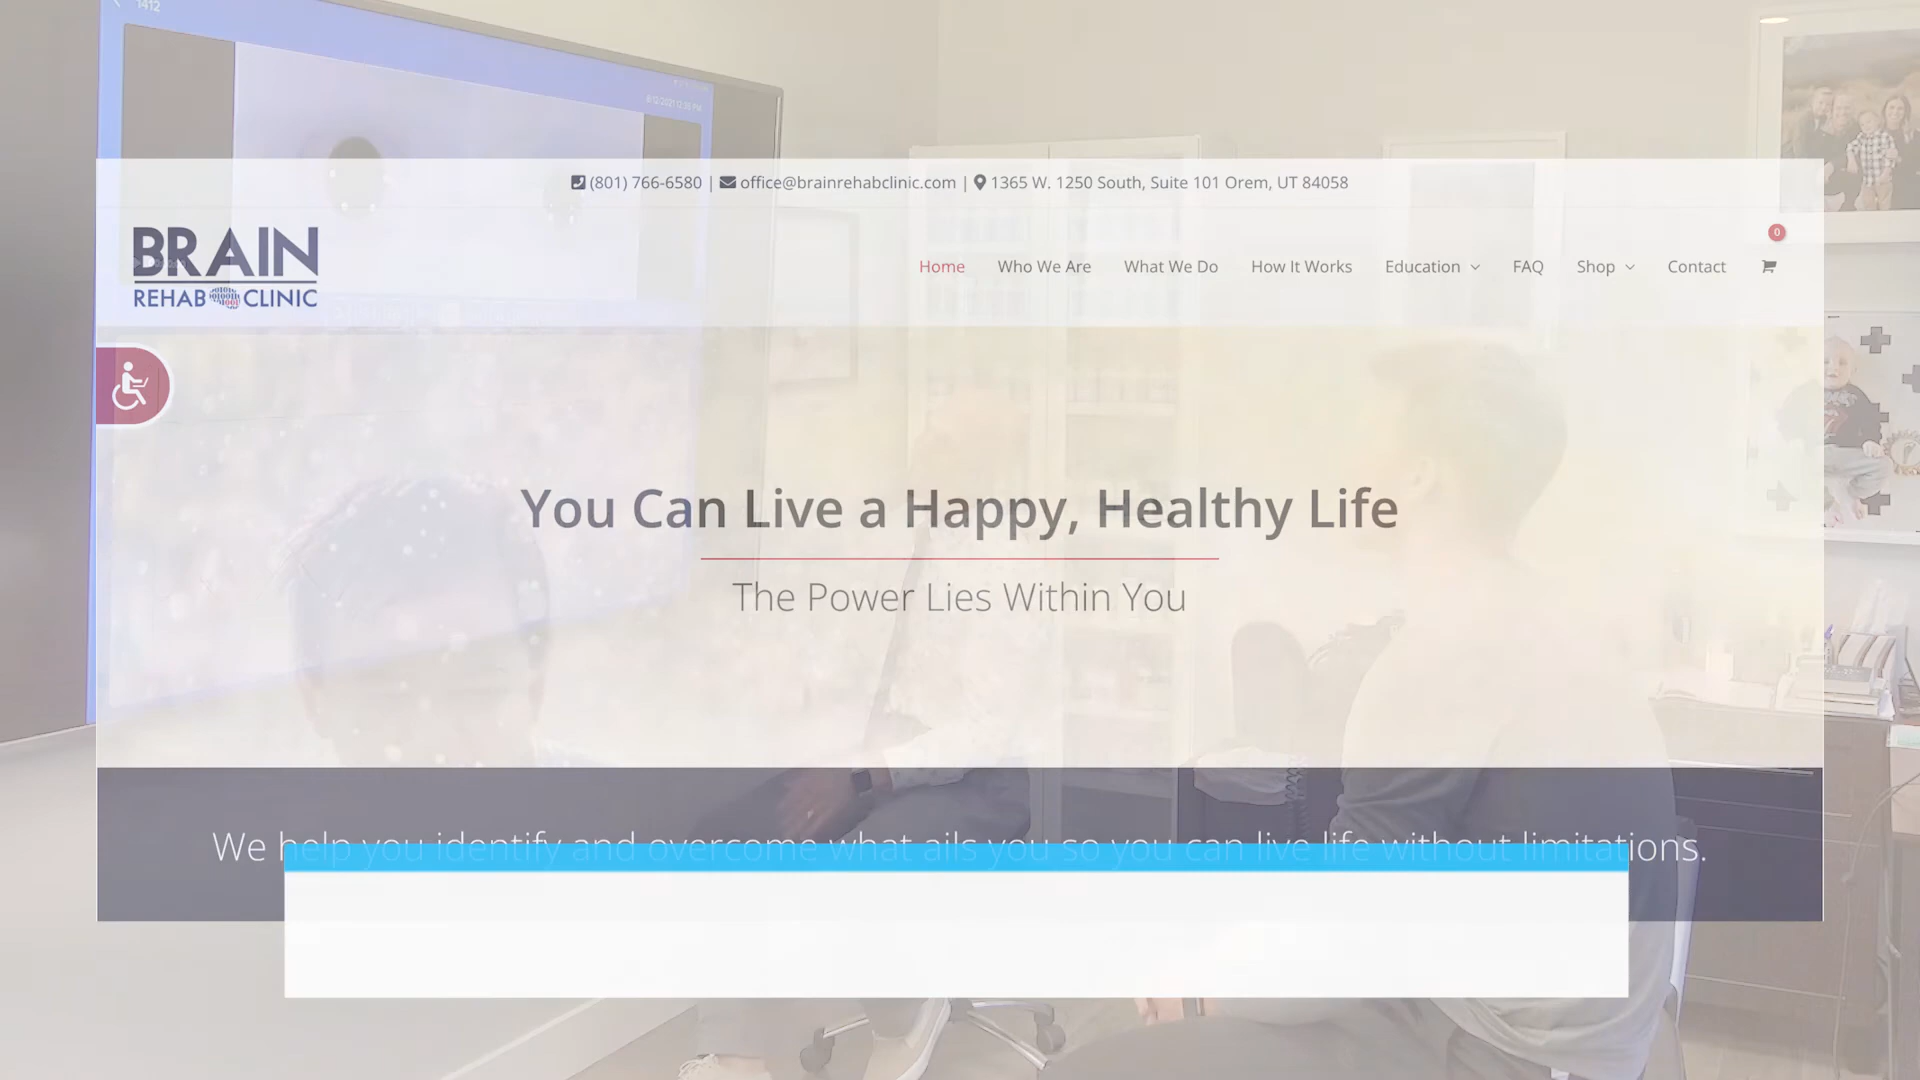 1412
(801) 766-6580 | office@brainrehabclinic.com | 1365 W. 1250 South, Suite 101 Orem, UT 84058
BRAIN
REHAB CLINIC
0
Home Who We Are What We Do How It Works Education FAQ Shop Contact
You Can Live a Happy, Healthy Life
The Power Lies Within You
We help you identify and overcome what ails you so you can live life without limitations.